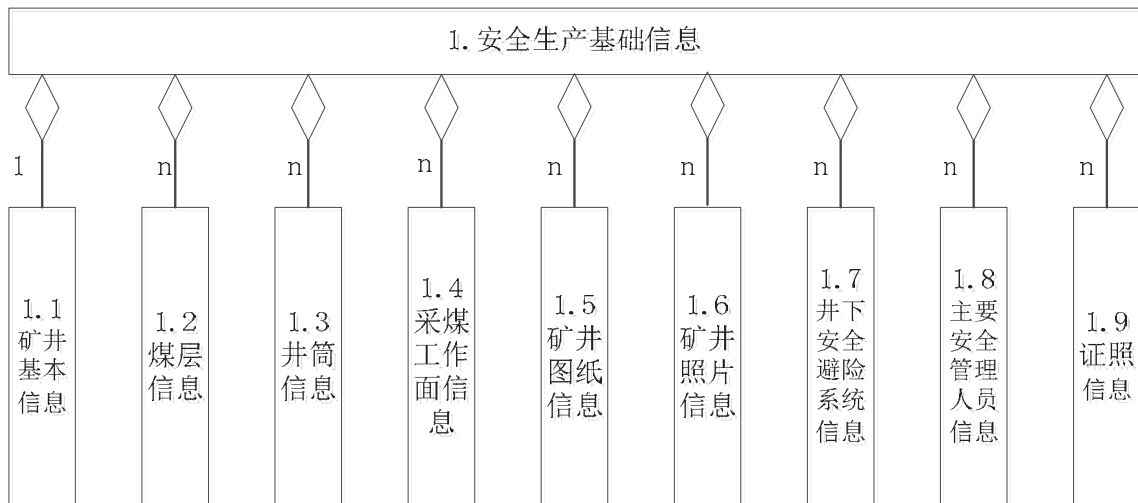 1.安全生产基础信息
1
n
n
n
n
n
n
n
n
1.1
矿井
基本
信息
1.2
煤层
信息
1.3
井筒
信息
1.4
采煤
工作
面信
息
1.5
矿井
图纸
信息
1.6
矿井
照片
信息
1.7
井下
安全
避险
系统
信息
1.8
主要
安全
管理
人员
信息
1.9
证照
信息